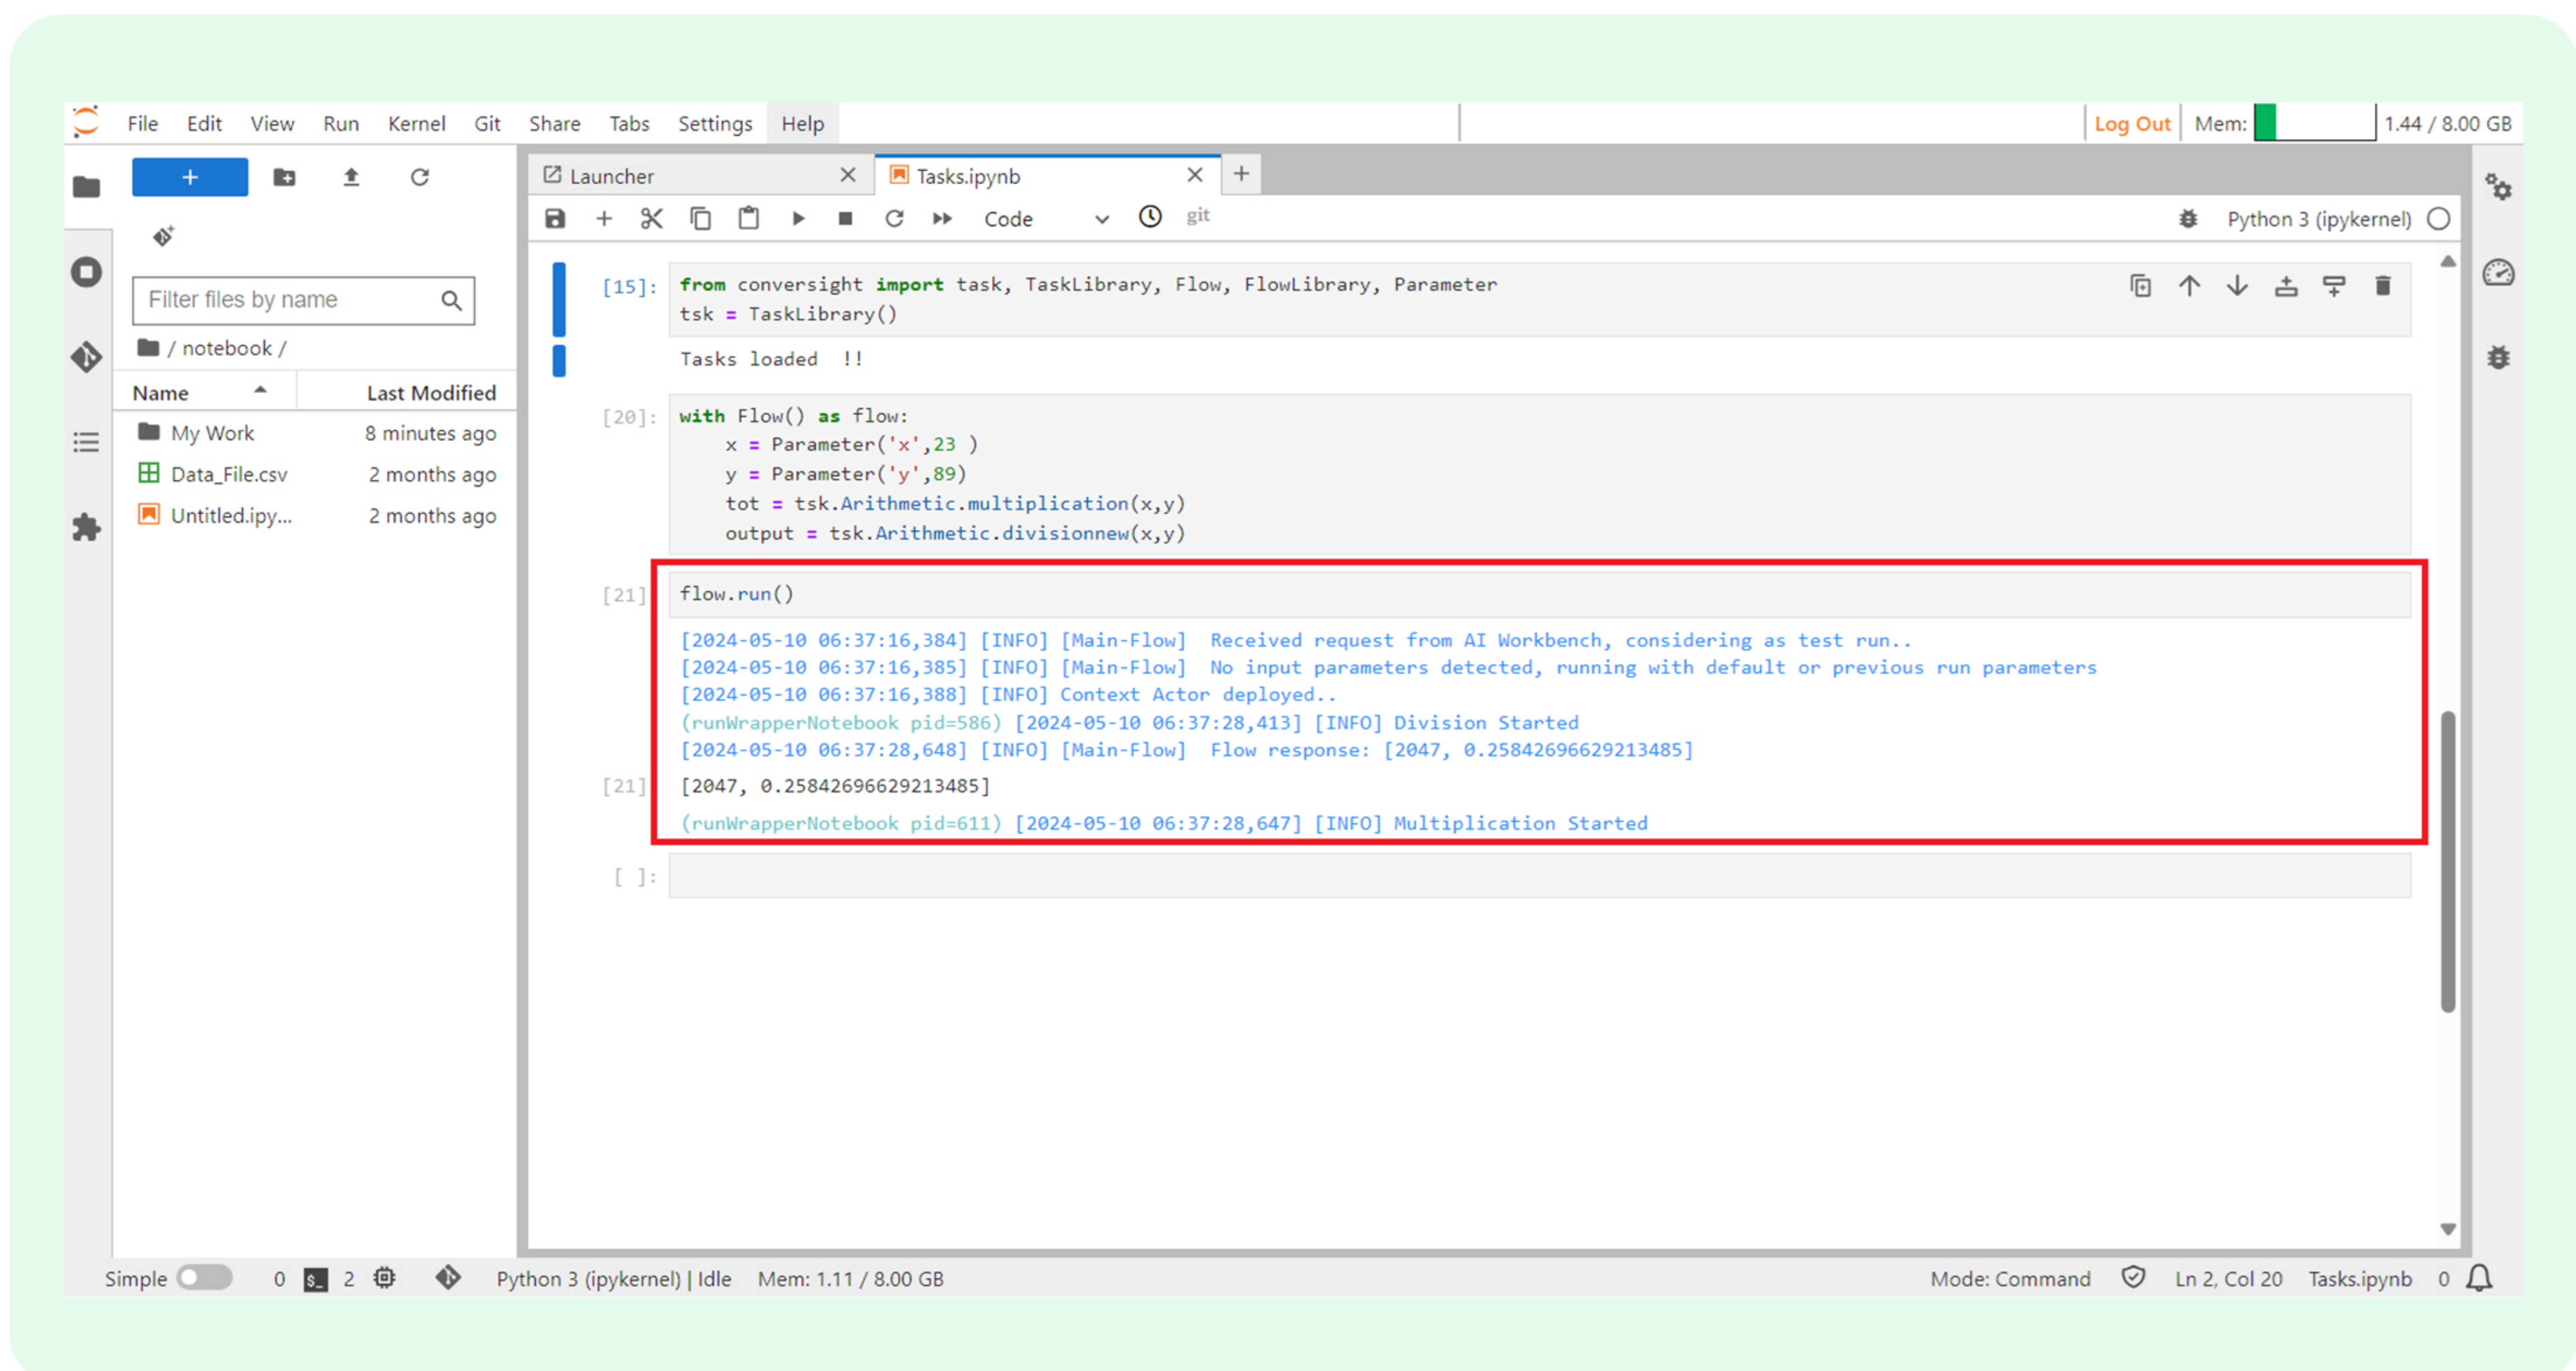 File Edit View Run Kernel Git Share Tabs Settings Help
Log Out Mem: 1.44 / 8.00 GB
+
Launcher
Tasks.ipynb
Code
git
Python 3 (ipykernel)
Filter files by name
/ notebook /
Name Last Modified
My Work 8 minutes ago
Data_File.csv 2 months ago
Untitled.ipy... 2 months ago
[15]: from conversight import task, TaskLibrary, Flow, FlowLibrary, Parameter
tsk = TaskLibrary()
Tasks loaded  !!
[20]: with Flow() as flow:
    x = Parameter('x',23 )
    y = Parameter('y',89)
    tot = tsk.Arithmetic.multiplication(x,y)
    output = tsk.Arithmetic.divisionnew(x,y)
[21] flow.run()
[2024-05-10 06:37:16,384] [INFO] [Main-Flow]  Received request from AI Workbench, considering as test run..
[2024-05-10 06:37:16,385] [INFO] [Main-Flow]  No input parameters detected, running with default or previous run parameters
[2024-05-10 06:37:16,388] [INFO] Context Actor deployed..
(runWrapperNotebook pid=586) [2024-05-10 06:37:28,413] [INFO] Division Started
[2024-05-10 06:37:28,648] [INFO] [Main-Flow]  Flow response: [2047, 0.25842696629213485]
[21] [2047, 0.25842696629213485]
(runWrapperNotebook pid=611) [2024-05-10 06:37:28,647] [INFO] Multiplication Started
[ ]:
Simple 0 $_ 2 Python 3 (ipykernel) | Idle Mem: 1.11 / 8.00 GB Mode: Command Ln 2, Col 20 Tasks.ipynb 0